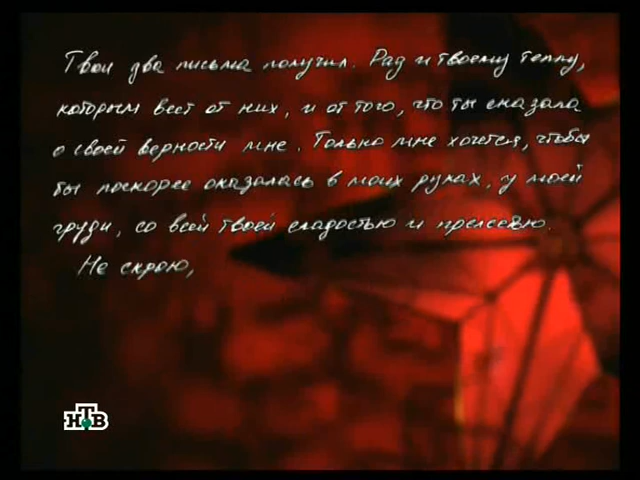 Твои два письма получил. Рад и твоему теплу,
которым веет от них, и от того, что ты сказала
о своей верности мне. Только мне хочется, чтобы
ты поскорее оказалась в моих руках, у моей
груди, со всей твоей сладостью и прелестью.
Не скрою,
НТВ